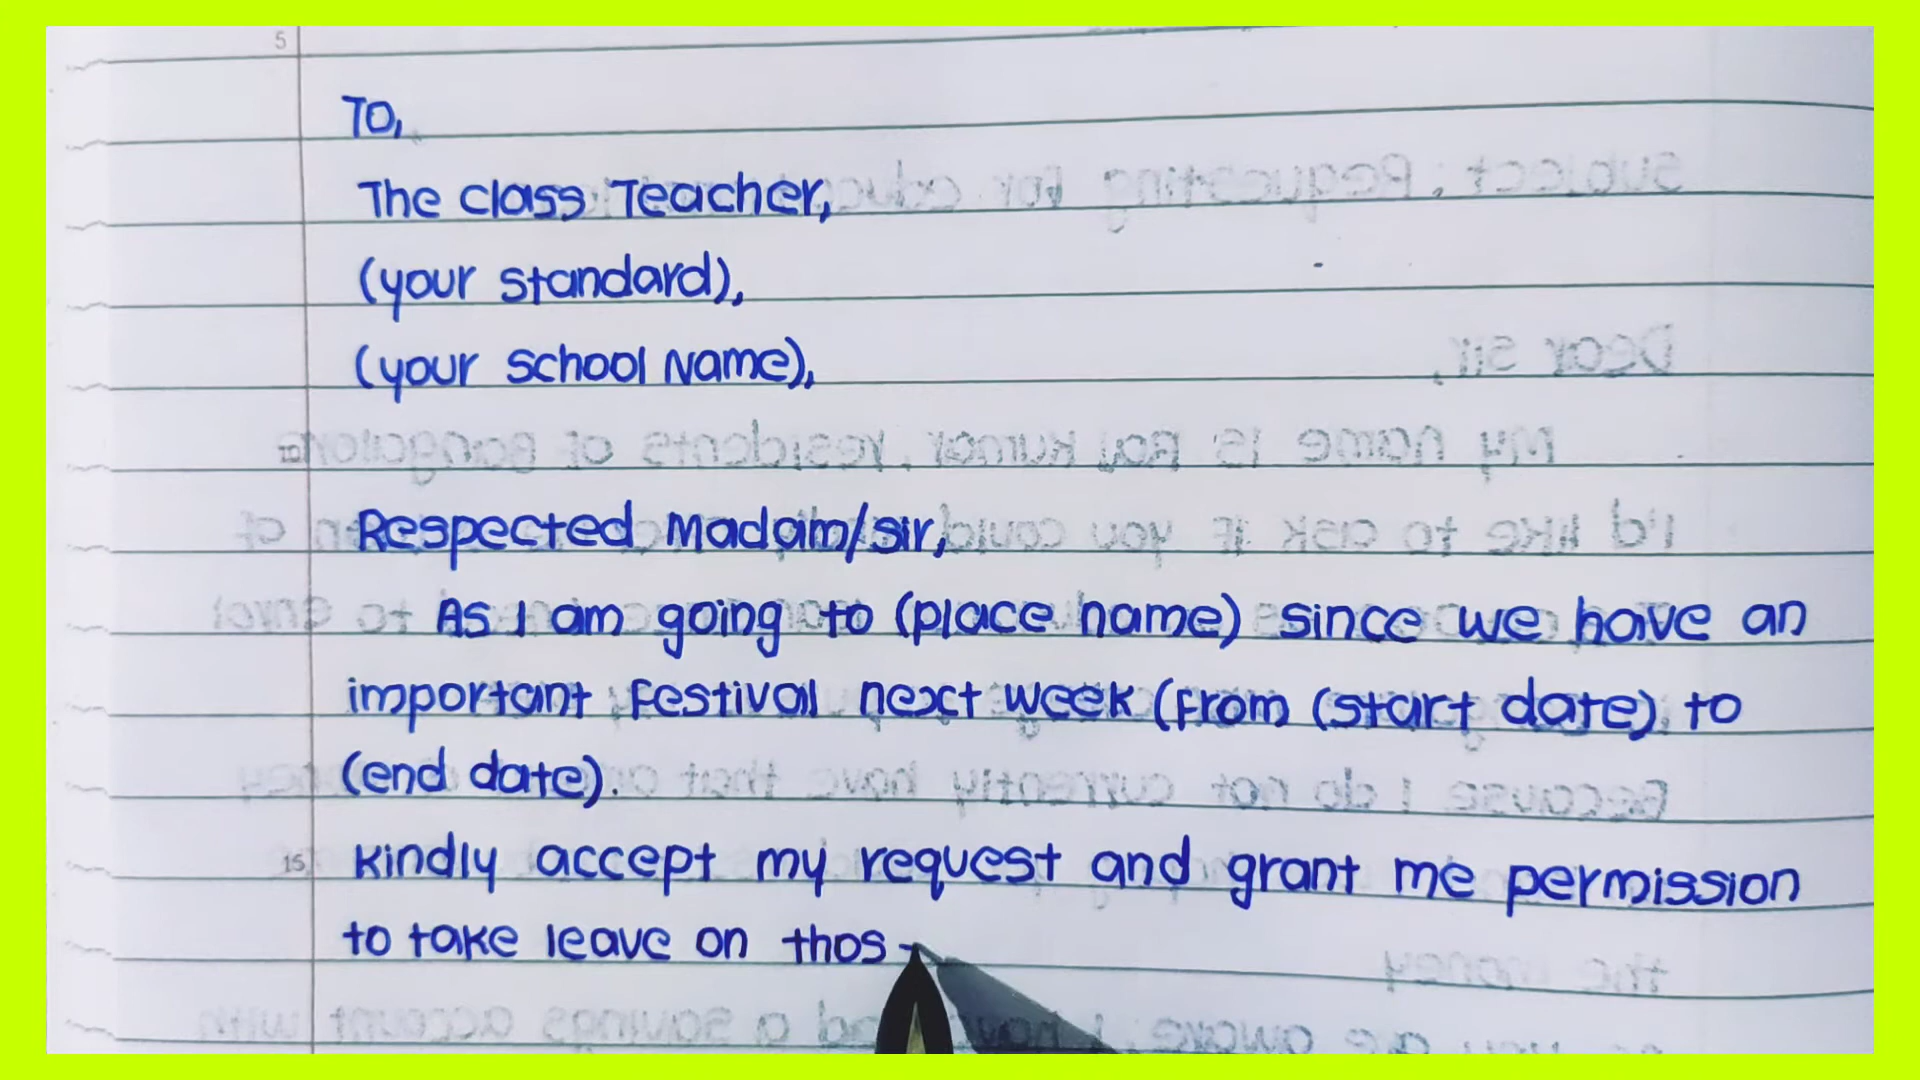 5
TO,
The class Teacher,
(your standard),
(your school Name),
Respected Madam/sir,
As I am going to (place name) since we have an
important festival next week (from (start date) to
(end date).
15 Kindly accept my request and grant me permission
to take leave on thos